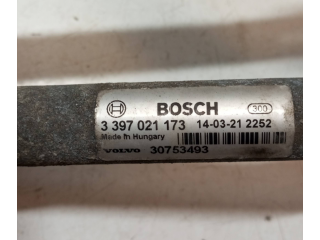 BOSCH 300
3 397 021 173 14-03-21 2252
Made in Hungary
VOLVO 30753493